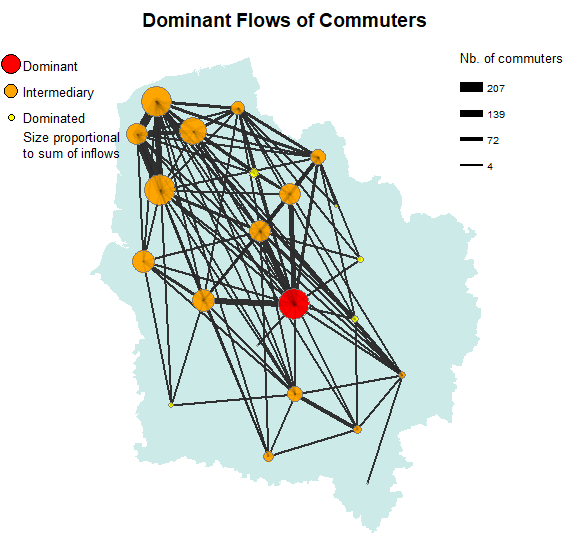 Dominant Flows of Commuters
Dominant
Intermediary
Dominated
Size proportional
to sum of inflows
Nb. of commuters
207
139
72
4